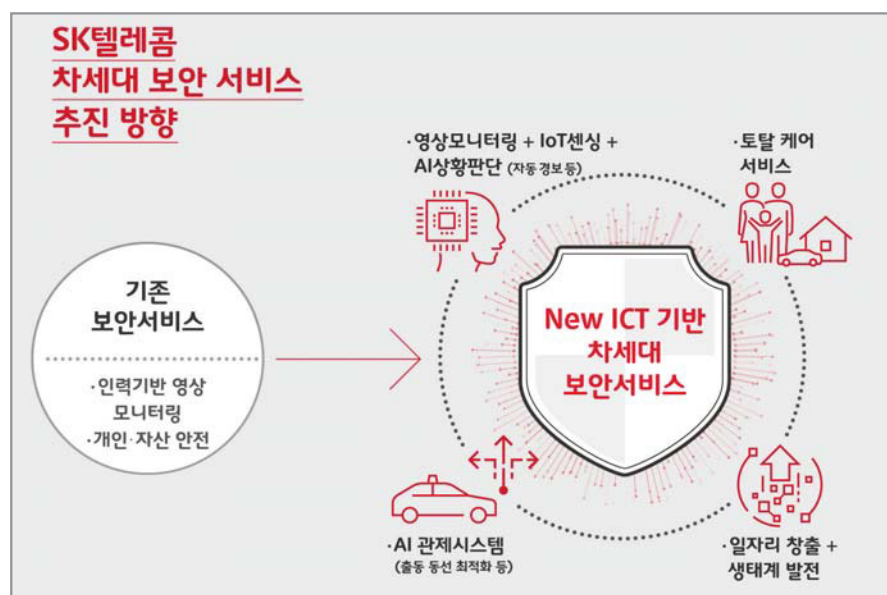 SK텔레콤
차세대 보안 서비스
추진 방향
·영상모니터링 + IoT센싱 +
AI상황판단 (자동 경보 등)
·토탈 케어
서비스
기존
보안서비스
·인력기반 영상
모니터링
·개인·자산 안전
New ICT 기반
차세대
보안서비스
·AI 관제시스템
(출동 동선 최적화 등)
·일자리 창출 +
생태계 발전